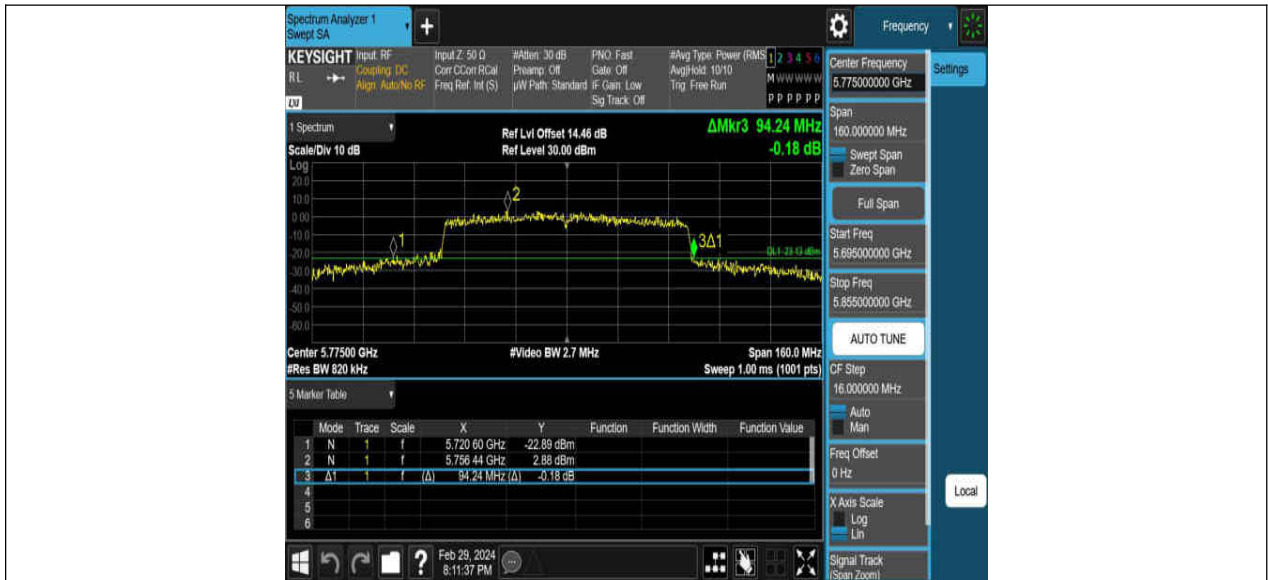 Spectrum Analyzer 1
Swept SA
+
Frequency
KEYSIGHT
RL
Input: RF
Coupling: DC
Align: Auto/No RF
Input Z: 50 Ω
Corr CCorr RCal
Freq Ref: Int (S)
#Atten: 30 dB
Preamp: Off
µW Path: Standard
PNO: Fast
Gate: Off
IF Gain: Low
Sig Track: Off
#Avg Type: Power (RMS
Avg|Hold: 10/10
Trig: Free Run
1 2 3 4 5 6
M W W W W W
P P P P P P
Center Frequency
5.775000000 GHz
Settings
1 Spectrum
Scale/Div 10 dB
Ref Lvl Offset 14.46 dB
Ref Level 30.00 dBm
ΔMkr3 94.24 MHz
-0.18 dB
Log
20.0
10.0
0.00
-10.0
-20.0
-30.0
-40.0
-50.0
-60.0
1
2
3Δ1
DL1 -23.13 dBm
Center 5.77500 GHz
#Res BW 820 kHz
#Video BW 2.7 MHz
Span 160.0 MHz
Sweep 1.00 ms (1001 pts)
Span
160.000000 MHz
Swept Span
Zero Span
Full Span
Start Freq
5.695000000 GHz
Stop Freq
5.855000000 GHz
AUTO TUNE
CF Step
16.000000 MHz
Auto
Man
Freq Offset
0 Hz
X Axis Scale
Log
Lin
Signal Track
(Span Zoom)
Local
5 Marker Table
Mode Trace Scale X Y Function Function Width Function Value
1 N 1 f 5.720 60 GHz -22.89 dBm
2 N 1 f 5.756 44 GHz 2.88 dBm
3 Δ1 1 f (Δ) 94.24 MHz (Δ) -0.18 dB
4
5
6
?
Feb 29, 2024
8:11:37 PM